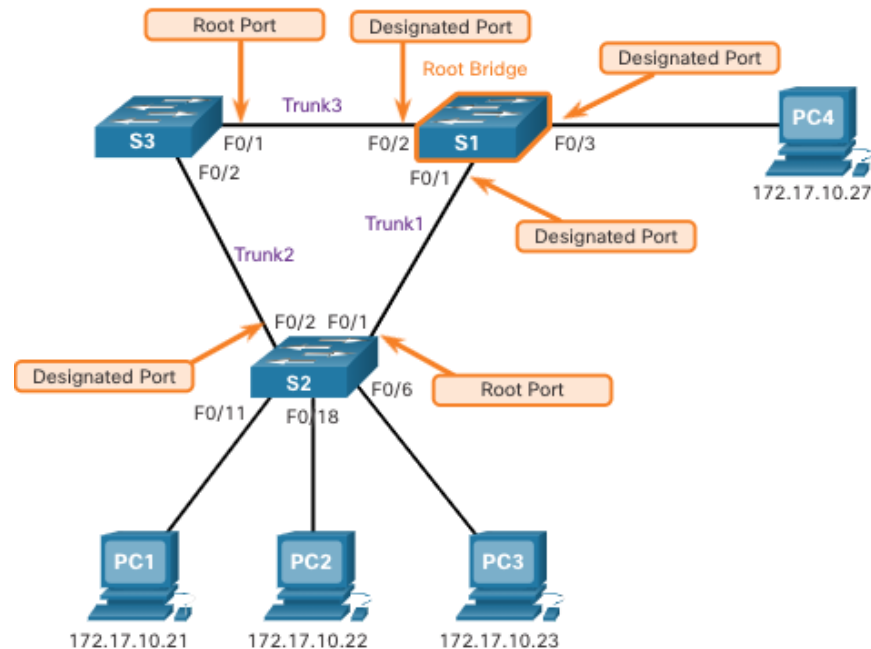 Root Port
Designated Port
Root Bridge
Designated Port
Trunk3
S3
F0/1
F0/2
S1
F0/3
PC4
F0/2
F0/1
172.17.10.27
Trunk1
Designated Port
Trunk2
F0/2
F0/1
Designated Port
S2
F0/6
Root Port
F0/11
F0/18
PC1
PC2
PC3
172.17.10.21
172.17.10.22
172.17.10.23